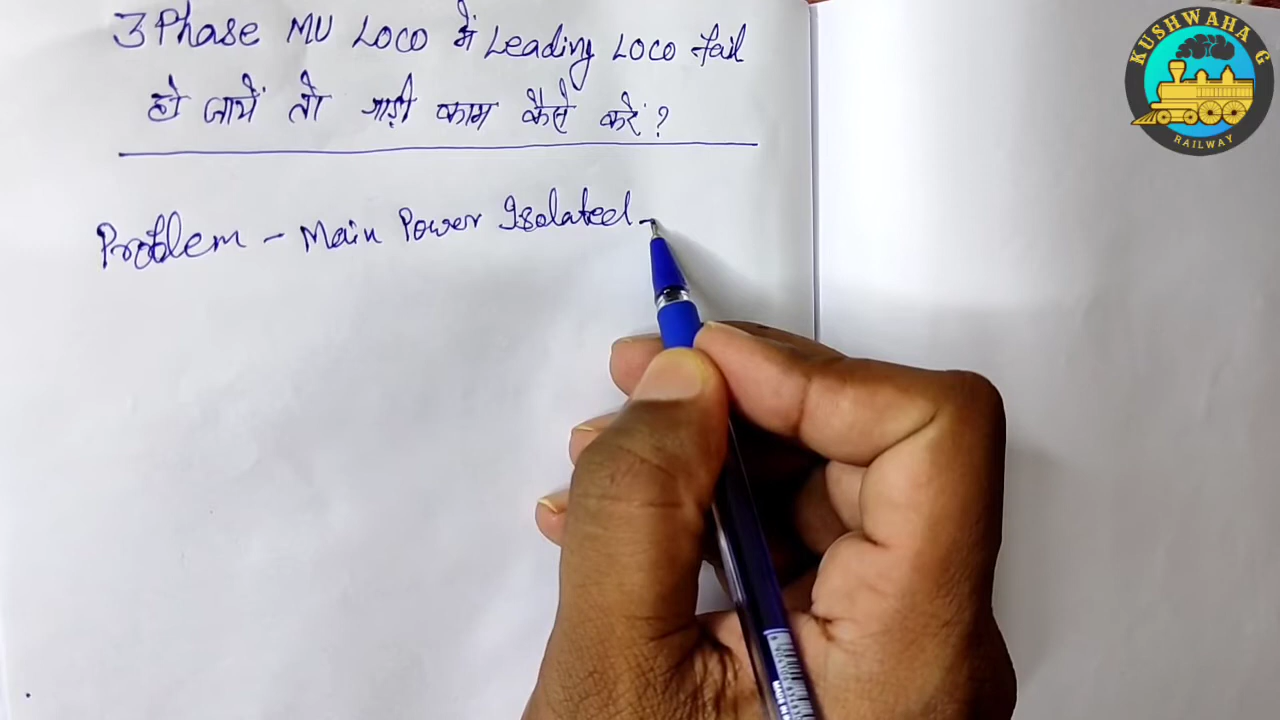 3 Phase MU Loco में Leading Loco fail
हो जायें तो गाड़ी काम कैसे करें?
Problem - Main Power Isolated -
KUSHWAHA G
RAILWAY